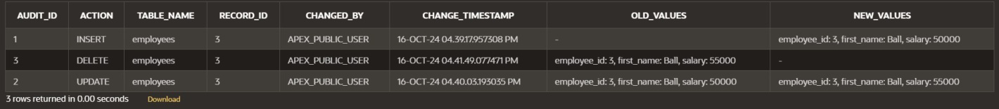 AUDIT_ID ACTION TABLE_NAME RECORD_ID CHANGED_BY CHANGE_TIMESTAMP OLD_VALUES NEW_VALUES
1 INSERT employees 3 APEX_PUBLIC_USER 16-OCT-24 04.39.17.957308 PM - employee_id: 3, first_name: Ball, salary: 50000
3 DELETE employees 3 APEX_PUBLIC_USER 16-OCT-24 04.41.49.077471 PM employee_id: 3, first_name: Ball, salary: 55000 -
2 UPDATE employees 3 APEX_PUBLIC_USER 16-OCT-24 04.40.03.193035 PM employee_id: 3, first_name: Ball, salary: 50000 employee_id: 3, first_name: Ball, salary: 55000
3 rows returned in 0.00 seconds Download